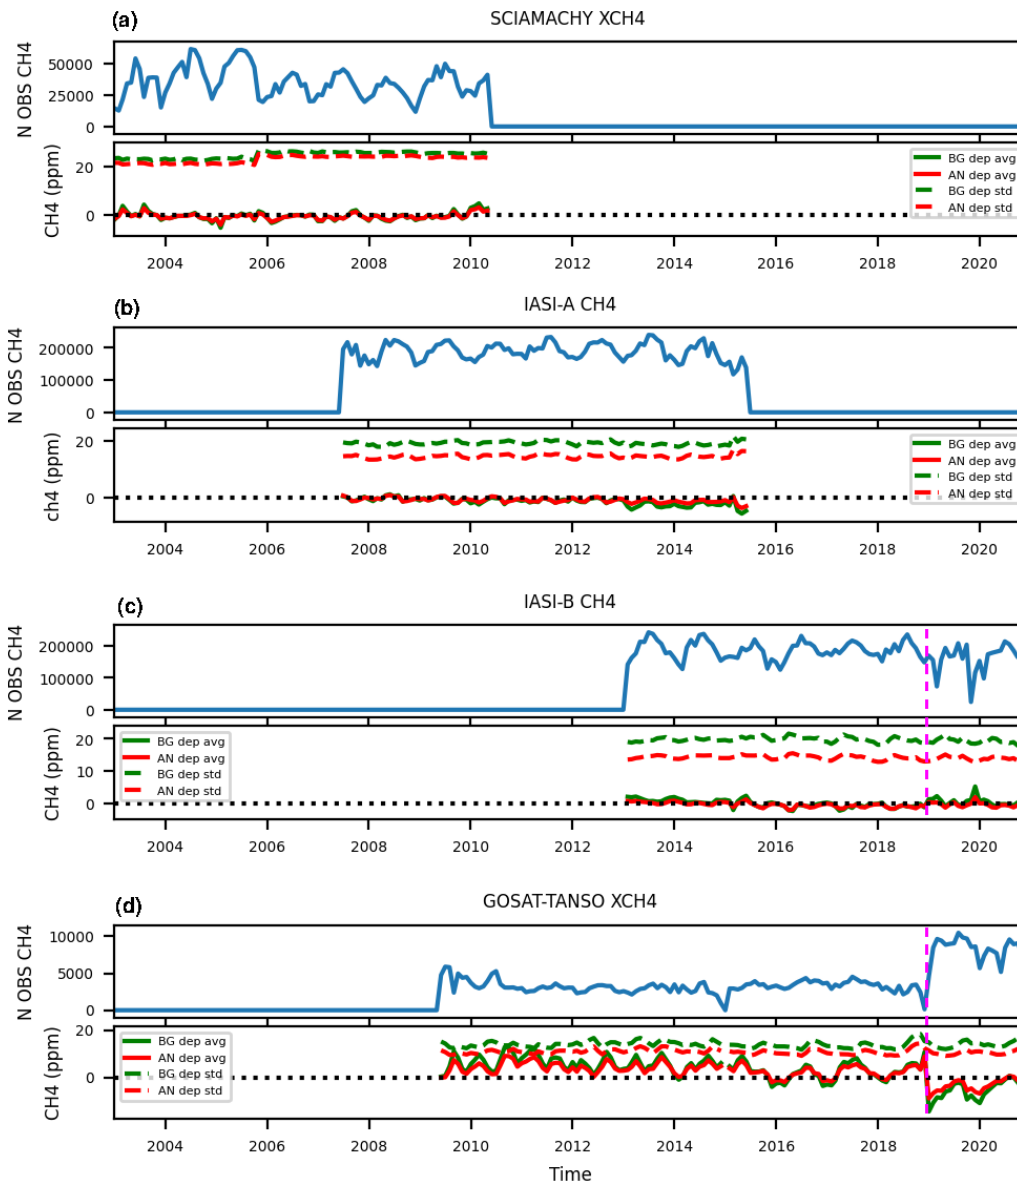 (a)
SCIAMACHY XCH4
N OBS CH4
50000
25000
0
CH4 (ppm)
20
0
BG dep avg
AN dep avg
BG dep std
AN dep std
2004 2006 2008 2010 2012 2014 2016 2018 2020
(b)
IASI-A CH4
N OBS CH4
200000
100000
0
ch4 (ppm)
20
0
BG dep avg
AN dep avg
BG dep std
AN dep std
2004 2006 2008 2010 2012 2014 2016 2018 2020
(c)
IASI-B CH4
N OBS CH4
200000
100000
0
CH4 (ppm)
20
10
0
BG dep avg
AN dep avg
BG dep std
AN dep std
2004 2006 2008 2010 2012 2014 2016 2018 2020
(d)
GOSAT-TANSO XCH4
N OBS CH4
10000
5000
0
CH4 (ppm)
20
0
BG dep avg
AN dep avg
BG dep std
AN dep std
2004 2006 2008 2010 2012 2014 2016 2018 2020
Time